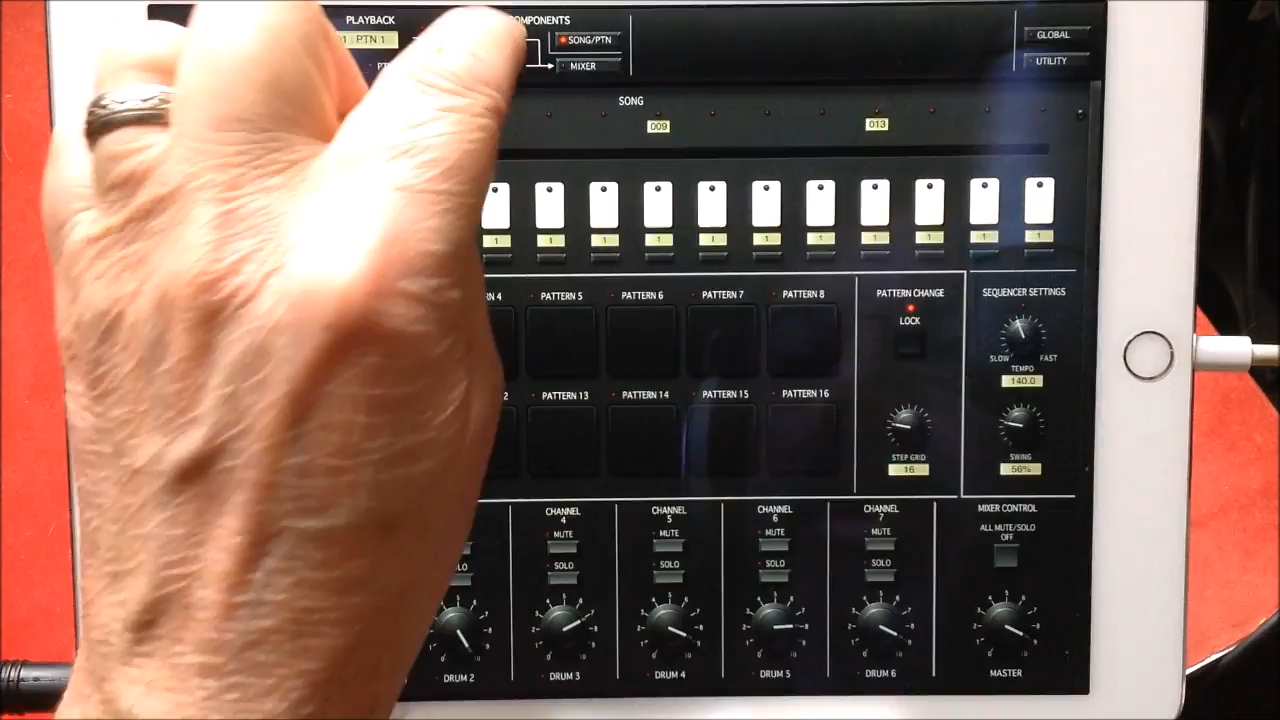 PLAYBACK
PTN 1
COMPONENTS
SONG/PTN
MIXER
GLOBAL
UTILITY
SONG
009
013
1 1 1 1 1 1 1 1 1 1 1
PATTERN 5
PATTERN 6
PATTERN 7
PATTERN 8
PATTERN CHANGE
LOCK
SEQUENCER SETTINGS
SLOW
FAST
TEMPO
140.0
PATTERN 13
PATTERN 14
PATTERN 15
PATTERN 16
STEP GRID
16
SWING
56%
CHANNEL
4
CHANNEL
5
CHANNEL
6
CHANNEL
7
MIXER CONTROL
MUTE
MUTE
MUTE
MUTE
ALL MUTE/SOLO
OFF
SOLO
SOLO
SOLO
SOLO
DRUM 2
DRUM 3
DRUM 4
DRUM 5
DRUM 6
MASTER